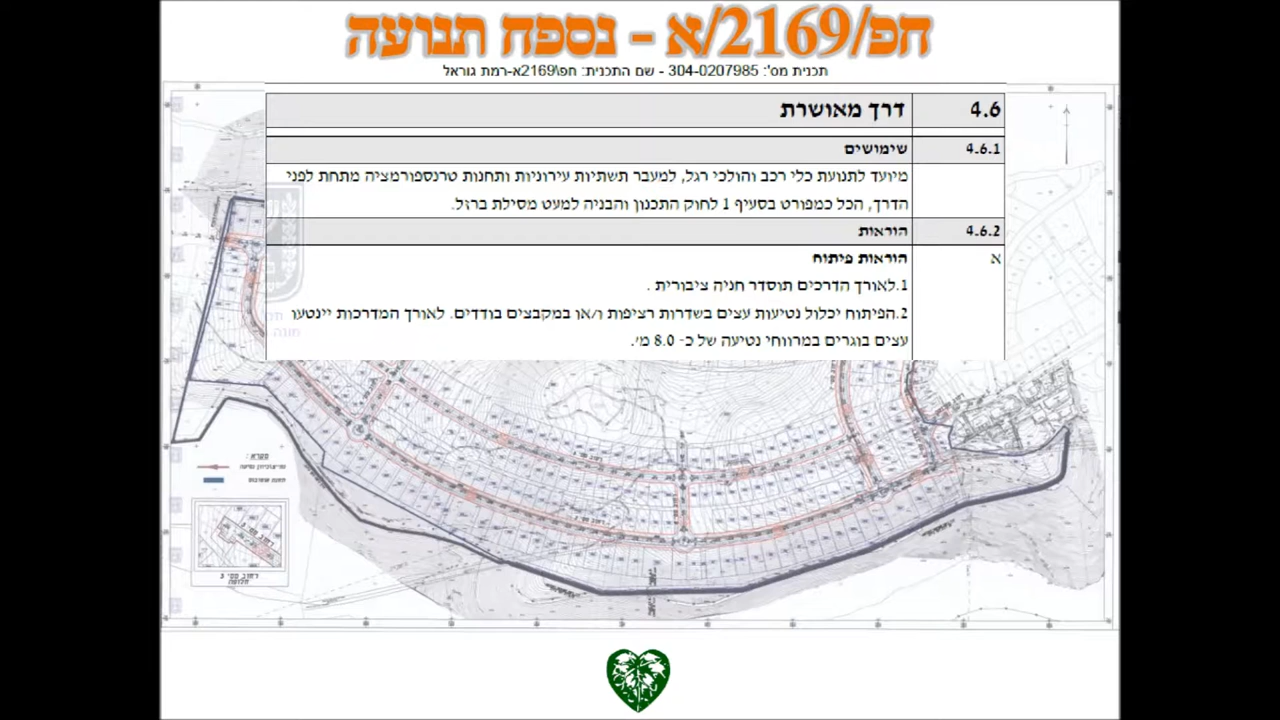 חפ/2169/א - נספח תנועה
תכנית מס': 304-0207985 - שם התכנית: חפ\2169א-רמת גוראל
4.6 דרך מאושרת
4.6.1 שימושים
מיועד לתנועת כלי רכב והולכי רגל, למעבר תשתיות עירוניות ותחנות טרנספורמציה מתחת לפני
הדרך, הכל כמפורט בסעיף 1 לחוק התכנון והבניה למעט מסילת ברזל.
4.6.2 הוראות
א הוראות פיתוח
1.לאורך הדרכים תוסדר חניה ציבורית .
2.הפיתוח יכלול נטיעות עצים בשדרות רציפות ו/או במקבצים בודדים. לאורך המדרכות יינטעו
עצים בוגרים במרווחי נטיעה של כ- 8.0 מ'.
מקרא :
רחוב מס' 3